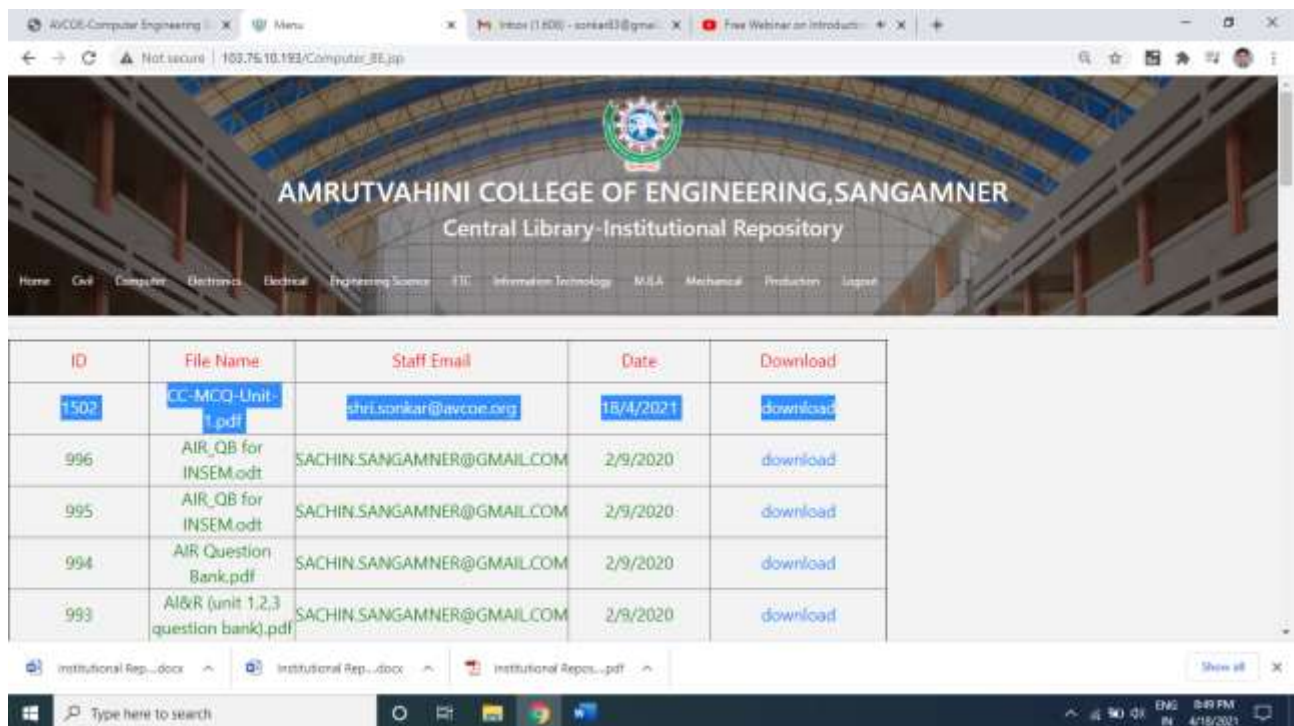 AVCOE-Computer Engineering
Menu
Inbox (1,608) - sonkar83@gmai
Free Webinar on Introducti
Not secure | 103.76.10.193/Computer_BE.jsp
AMRUTVAHINI COLLEGE OF ENGINEERING,SANGAMNER
Central Library-Institutional Repository
Home Civil Computer Electronics Electrical Engineering Science ETC Information Technology M.B.A Mechanical Production Logout
ID File Name Staff Email Date Download
1502 CC-MCQ-Unit-1.pdf shri.sonkar@avcoe.org 18/4/2021 download
996 AIR_QB for INSEM.odt SACHIN.SANGAMNER@GMAIL.COM 2/9/2020 download
995 AIR_QB for INSEM.odt SACHIN.SANGAMNER@GMAIL.COM 2/9/2020 download
994 AIR Question Bank.pdf SACHIN.SANGAMNER@GMAIL.COM 2/9/2020 download
993 AI&R (unit 1,2,3 question bank).pdf SACHIN.SANGAMNER@GMAIL.COM 2/9/2020 download
institutional Rep...docx institutional Rep...docx institutional Repos...pdf Show all
Type here to search
ENG 8:49 PM
IN 4/18/2021